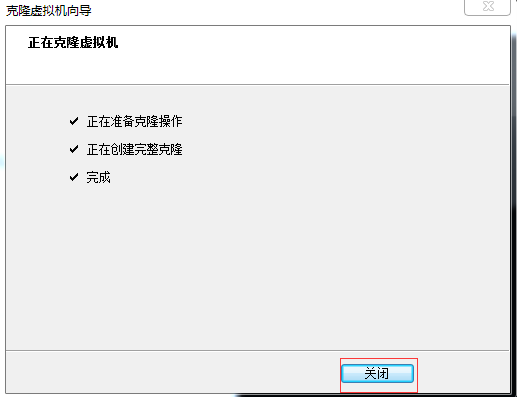 克隆虚拟机向导
正在克隆虚拟机
正在准备克隆操作
正在创建完整克隆
完成
关闭